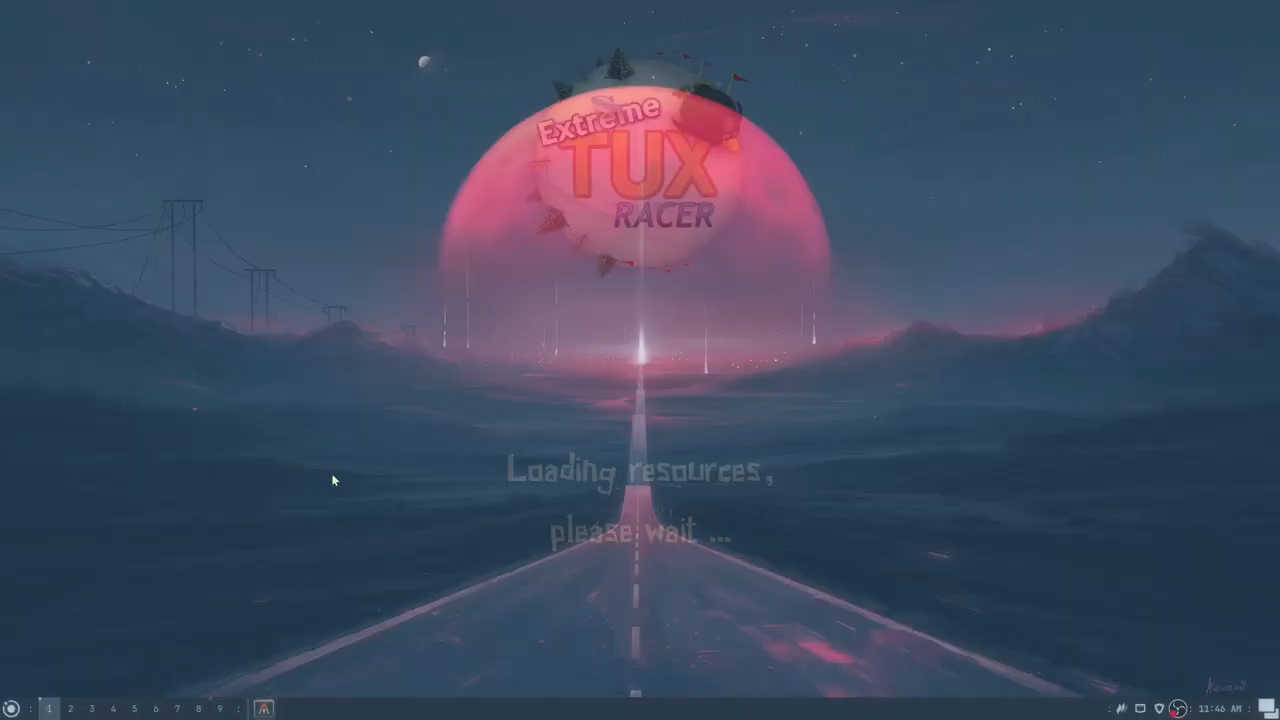 Extreme
TUX
RACER
Loading resources,
please wait ...
1 2 3 4 5 6 7 8 9
11:46 AM